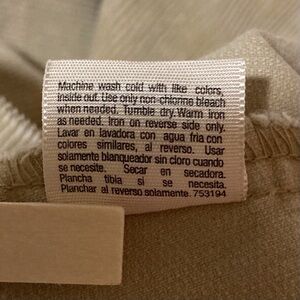 Machine wash cold with like colors,
inside out. Use only non-chlorine bleach
when needed. Tumble dry. Warm iron
as needed. Iron on reverse side only.
Lavar en lavadora con agua fria con
colores similares, al reverso. Usar
solamente blanqueador sin cloro cuando
se necesite. Secar en secadora.
Plancha tibia si se necesita.
Planchar al reverso solamente. 753194